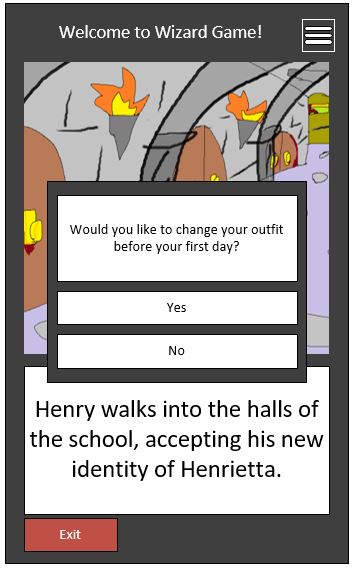 Welcome to Wizard Game!
Would you like to change your outfit
before your first day?
Yes
No
Henry walks into the halls of
the school, accepting his new
identity of Henrietta.
Exit